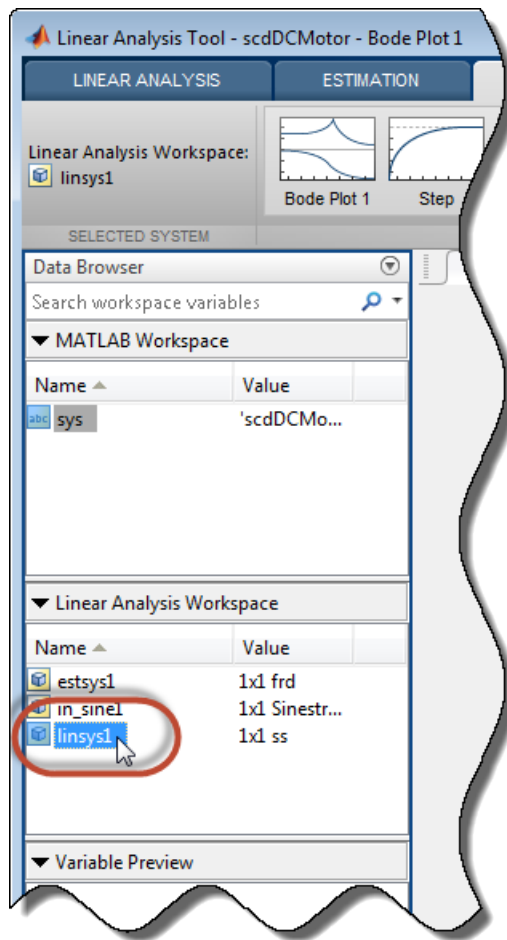 Linear Analysis Tool - scdDCMotor - Bode Plot 1
LINEAR ANALYSIS ESTIMATION
Linear Analysis Workspace:
linsys1
Bode Plot 1 Step
SELECTED SYSTEM
Data Browser
Search workspace variables
MATLAB Workspace
Name Value
abc sys 'scdDCMo...
Linear Analysis Workspace
Name Value
estsys1 1x1 frd
in_sine1 1x1 Sinestr...
linsys1 1x1 ss
Variable Preview